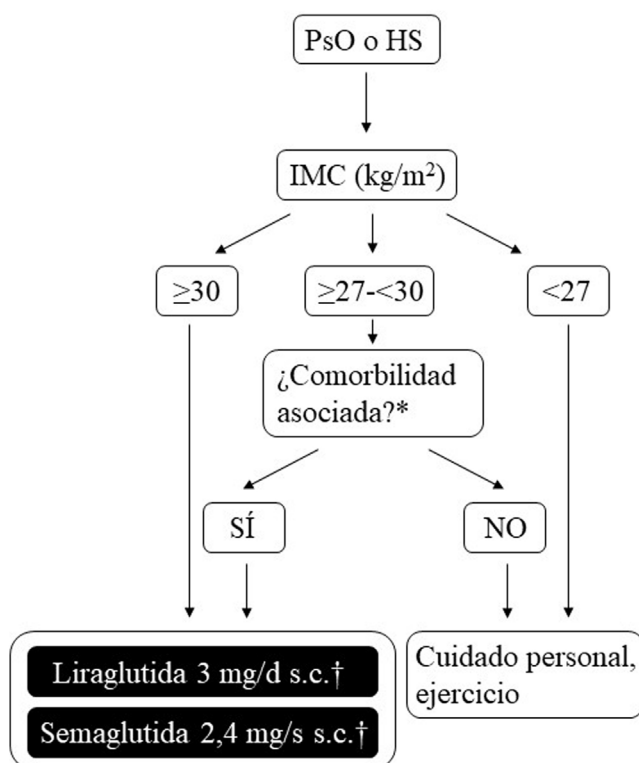 PsO o HS
IMC (kg/m²)
≥30
≥27-<30
<27
¿Comorbilidad
asociada?*
SÍ
NO
Liraglutida 3 mg/d s.c.†
Semaglutida 2,4 mg/s s.c.†
Cuidado personal,
ejercicio